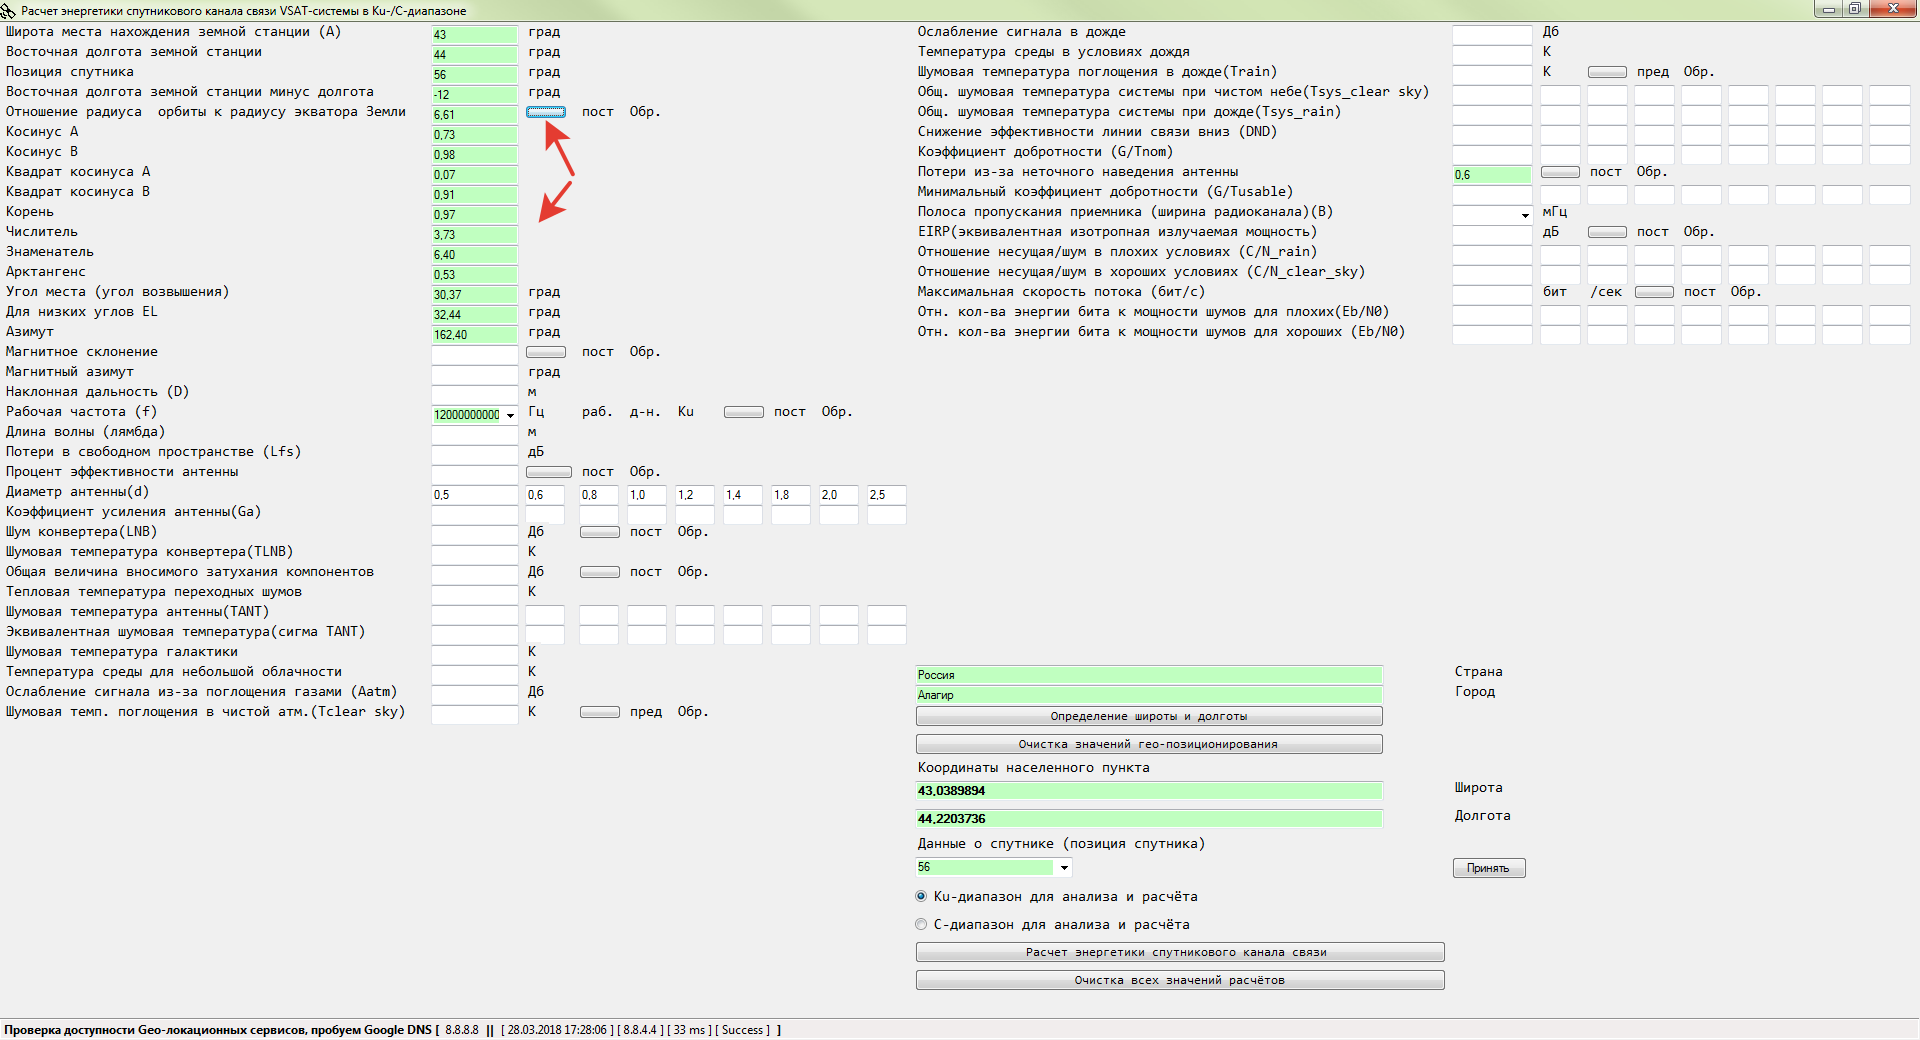 Расчет энергетики спутникового канала связи VSAT-системы в Ku-/C-диапазоне
Широта места нахождения земной станции (А) 43 град
Восточная долгота земной станции 44 град
Позиция спутника 56 град
Восточная долгота земной станции минус долгота -12 град
Отношение радиуса орбиты к радиусу экватора Земли 6,61 пост Обр.
Косинус А 0,73
Косинус В 0,98
Квадрат косинуса А 0,07
Квадрат косинуса В 0,91
Корень 0,97
Числитель 3,73
Знаменатель 6,40
Арктангенс 0,53
Угол места (угол возвышения) 30,37 град
Для низких углов EL 32,44 град
Азимут 162,40 град
Магнитное склонение пост Обр.
Магнитный азимут град
Наклонная дальность (D) м
Рабочая частота (f) 12000000000 Гц раб. д-н. Ku пост Обр.
Длина волны (лямбда) м
Потери в свободном пространстве (Lfs) дБ
Процент эффективности антенны пост Обр.
Диаметр антенны(d) 0,5 0,6 0,8 1,0 1,2 1,4 1,8 2,0 2,5
Коэффициент усиления антенны(Ga)
Шум конвертера(LNB) Дб пост Обр.
Шумовая температура конвертера(TLNB) К
Общая величина вносимого затухания компонентов Дб пост Обр.
Тепловая температура переходных шумов К
Шумовая температура антенны(TANT)
Эквивалентная шумовая температура(сигма TANT)
Шумовая температура галактики К
Температура среды для небольшой облачности К
Ослабление сигнала из-за поглощения газами (Aatm) Дб
Шумовая темп. поглощения в чистой атм.(Tclear sky) К пред Обр.
Ослабление сигнала в дожде Дб
Температура среды в условиях дождя К
Шумовая температура поглощения в дожде(Train) К пред Обр.
Общ. шумовая температура системы при чистом небе(Tsys_clear sky)
Общ. шумовая температура системы при дожде(Tsys_rain)
Снижение эффективности линии связи вниз (DND)
Коэффициент добротности (G/Tnom)
Потери из-за неточного наведения антенны 0,6 пост Обр.
Минимальный коэффициент добротности (G/Tusable)
Полоса пропускания приемника (ширина радиоканала)(В) мГц
EIRP(эквивалентная изотропная излучаемая мощность) дБ пост Обр.
Отношение несущая/шум в плохих условиях (C/N_rain)
Отношение несущая/шум в хороших условиях (C/N_clear_sky)
Максимальная скорость потока (бит/с) бит /сек пост Обр.
Отн. кол-ва энергии бита к мощности шумов для плохих(Eb/N0)
Отн. кол-ва энергии бита к мощности шумов для хороших (Eb/N0)
Россия Страна
Алагир Город
Определение широты и долготы
Очистка значений гео-позиционирования
Координаты населенного пункта
43,0389894 Широта
44,2203736 Долгота
Данные о спутнике (позиция спутника)
56 Принять
Ku-диапазон для анализа и расчёта
C-диапазон для анализа и расчёта
Расчет энергетики спутникового канала связи
Очистка всех значений расчётов
Проверка доступности Geo-локационных сервисов, пробуем Google DNS [ 8.8.8.8 || [ 28.03.2018 17:28:06 ] [ 8.8.4.4 ] [ 33 ms ] [ Success ] ]